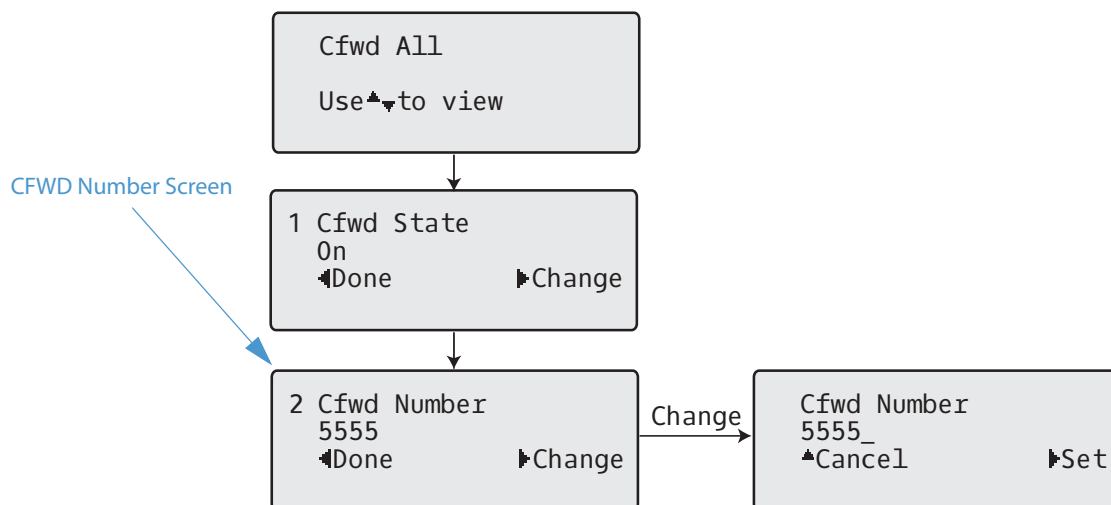 Cfwd All
Use▲▼to view
CFWD Number Screen
1 Cfwd State
On
◀Done ▶Change
2 Cfwd Number
5555
◀Done ▶Change
Change
Cfwd Number
5555_
▲Cancel ▶Set